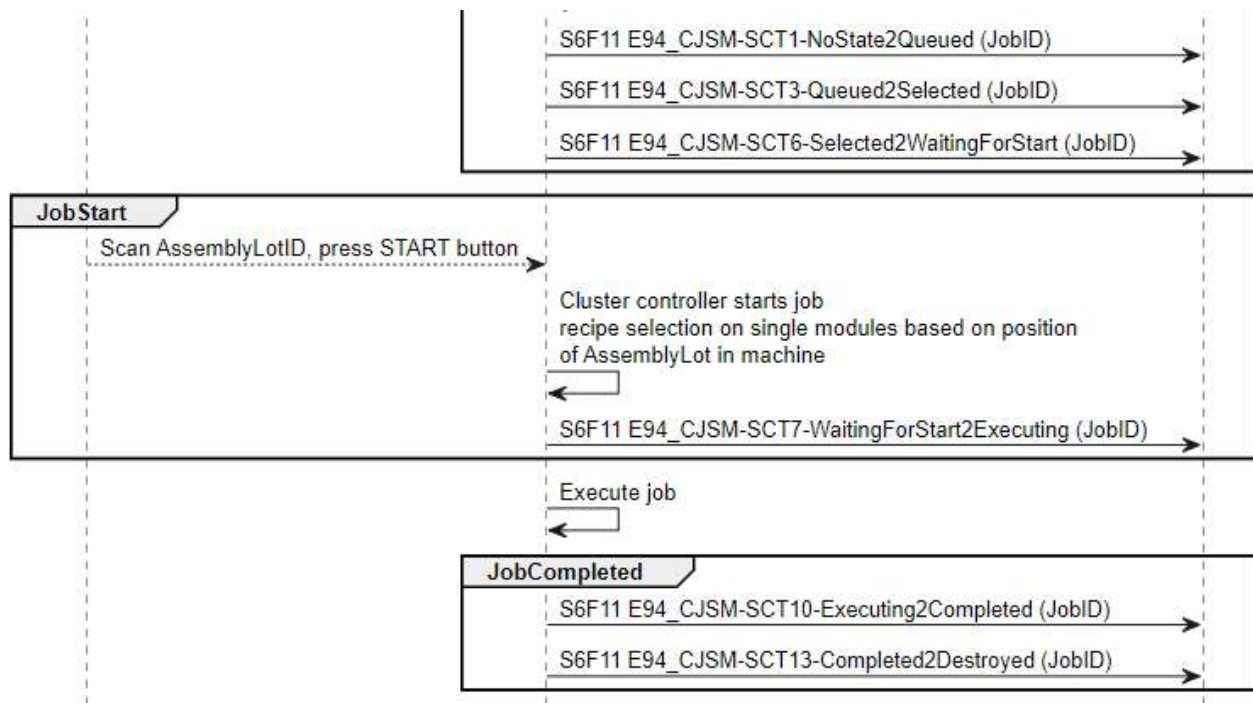 S6F11 E94_CJSM-SCT1-NoState2Queued (JobID)
S6F11 E94_CJSM-SCT3-Queued2Selected (JobID)
S6F11 E94_CJSM-SCT6-Selected2WaitingForStart (JobID)
JobStart
Scan AssemblyLotID, press START button
Cluster controller starts job
recipe selection on single modules based on position
of AssemblyLot in machine
S6F11 E94_CJSM-SCT7-WaitingForStart2Executing (JobID)
Execute job
JobCompleted
S6F11 E94_CJSM-SCT10-Executing2Completed (JobID)
S6F11 E94_CJSM-SCT13-Completed2Destroyed (JobID)